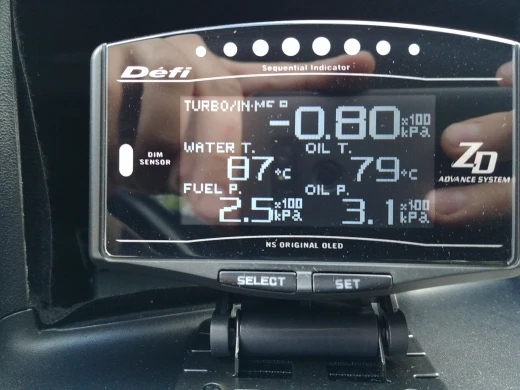 Défi
Sequential Indicator
TURBO/IN·ME P
-0.80 x100 kPa
DIM SENSOR
WATER T. OIL T.
87°C 79°C
ZD
ADVANCE SYSTEM
FUEL P. OIL P.
2.5 x100 kPa 3.1 x100 kPa
NS ORIGINAL OLED
SELECT SET